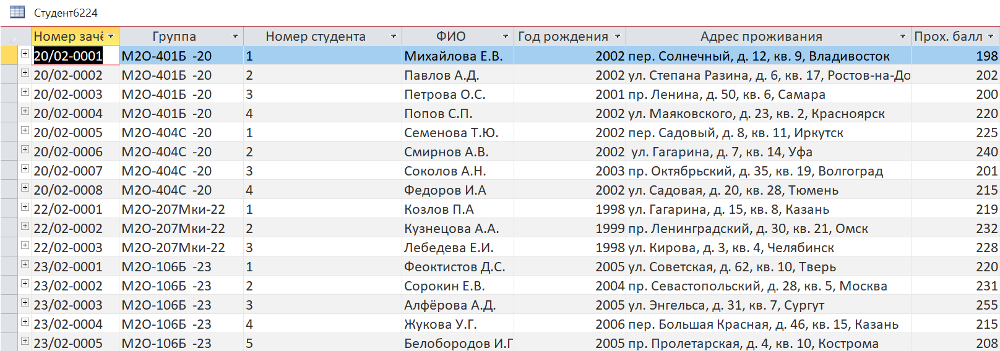 Студент6224
Номер зачё Группа Номер студента ФИО Год рождения Адрес проживания Прох. балл
20/02-0001 М2О-401Б -20 1 Михайлова Е.В. 2002 пер. Солнечный, д. 12, кв. 9, Владивосток 198
20/02-0002 М2О-401Б -20 2 Павлов А.Д. 2002 ул. Степана Разина, д. 6, кв. 17, Ростов-на-До 202
20/02-0003 М2О-401Б -20 3 Петрова О.С. 2001 пр. Ленина, д. 50, кв. 6, Самара 200
20/02-0004 М2О-401Б -20 4 Попов С.П. 2002 ул. Маяковского, д. 23, кв. 2, Красноярск 220
20/02-0005 М2О-404С -20 1 Семенова Т.Ю. 2002 пер. Садовый, д. 8, кв. 11, Иркутск 225
20/02-0006 М2О-404С -20 2 Смирнов А.В. 2002 ул. Гагарина, д. 7, кв. 14, Уфа 240
20/02-0007 М2О-404С -20 3 Соколов А.Н. 2003 пр. Октябрьский, д. 35, кв. 19, Волгоград 201
20/02-0008 М2О-404С -20 4 Федоров И.А 2002 ул. Садовая, д. 20, кв. 28, Тюмень 215
22/02-0001 М2О-207Мки-22 1 Козлов П.А 1998 ул. Гагарина, д. 15, кв. 8, Казань 219
22/02-0002 М2О-207Мки-22 2 Кузнецова А.А. 1999 пр. Ленинградский, д. 30, кв. 21, Омск 232
22/02-0003 М2О-207Мки-22 3 Лебедева Е.И. 1998 ул. Кирова, д. 3, кв. 4, Челябинск 228
23/02-0001 М2О-106Б -23 1 Феоктистов Д.С. 2005 ул. Советская, д. 62, кв. 10, Тверь 220
23/02-0002 М2О-106Б -23 2 Сорокин Е.В. 2004 пр. Севастопольский, д. 28, кв. 5, Москва 231
23/02-0003 М2О-106Б -23 3 Алфёрова А.Д. 2005 ул. Энгельса, д. 31, кв. 7, Сургут 255
23/02-0004 М2О-106Б -23 4 Жукова У.Г. 2006 пер. Большая Красная, д. 46, кв. 15, Казань 215
23/02-0005 М2О-106Б -23 5 Белобородов И.Г 2005 пр. Пролетарская, д. 4, кв. 10, Кострома 208